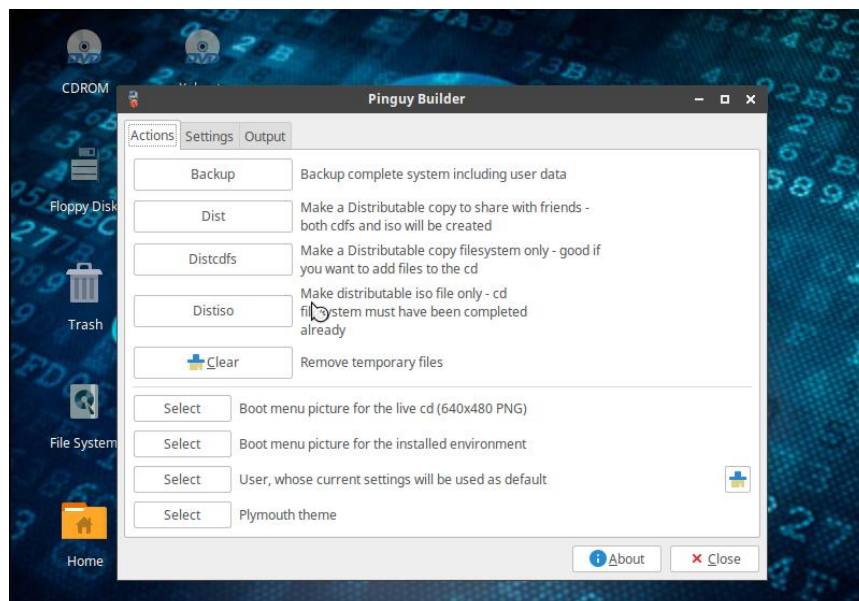 CDROM
Pinguy Builder
Actions
Settings
Output
Backup
Backup complete system including user data
Floppy Disk
Dist
Make a Distributable copy to share with friends -
both cdfs and iso will be created
Distcdfs
Make a Distributable copy filesystem only - good if
you want to add files to the cd
Trash
Distiso
Make distributable iso file only - cd
filesystem must have been completed
already
Clear
Remove temporary files
File System
Select
Boot menu picture for the live cd (640x480 PNG)
Select
Boot menu picture for the installed environment
Select
User, whose current settings will be used as default
Select
Plymouth theme
Home
About
Close